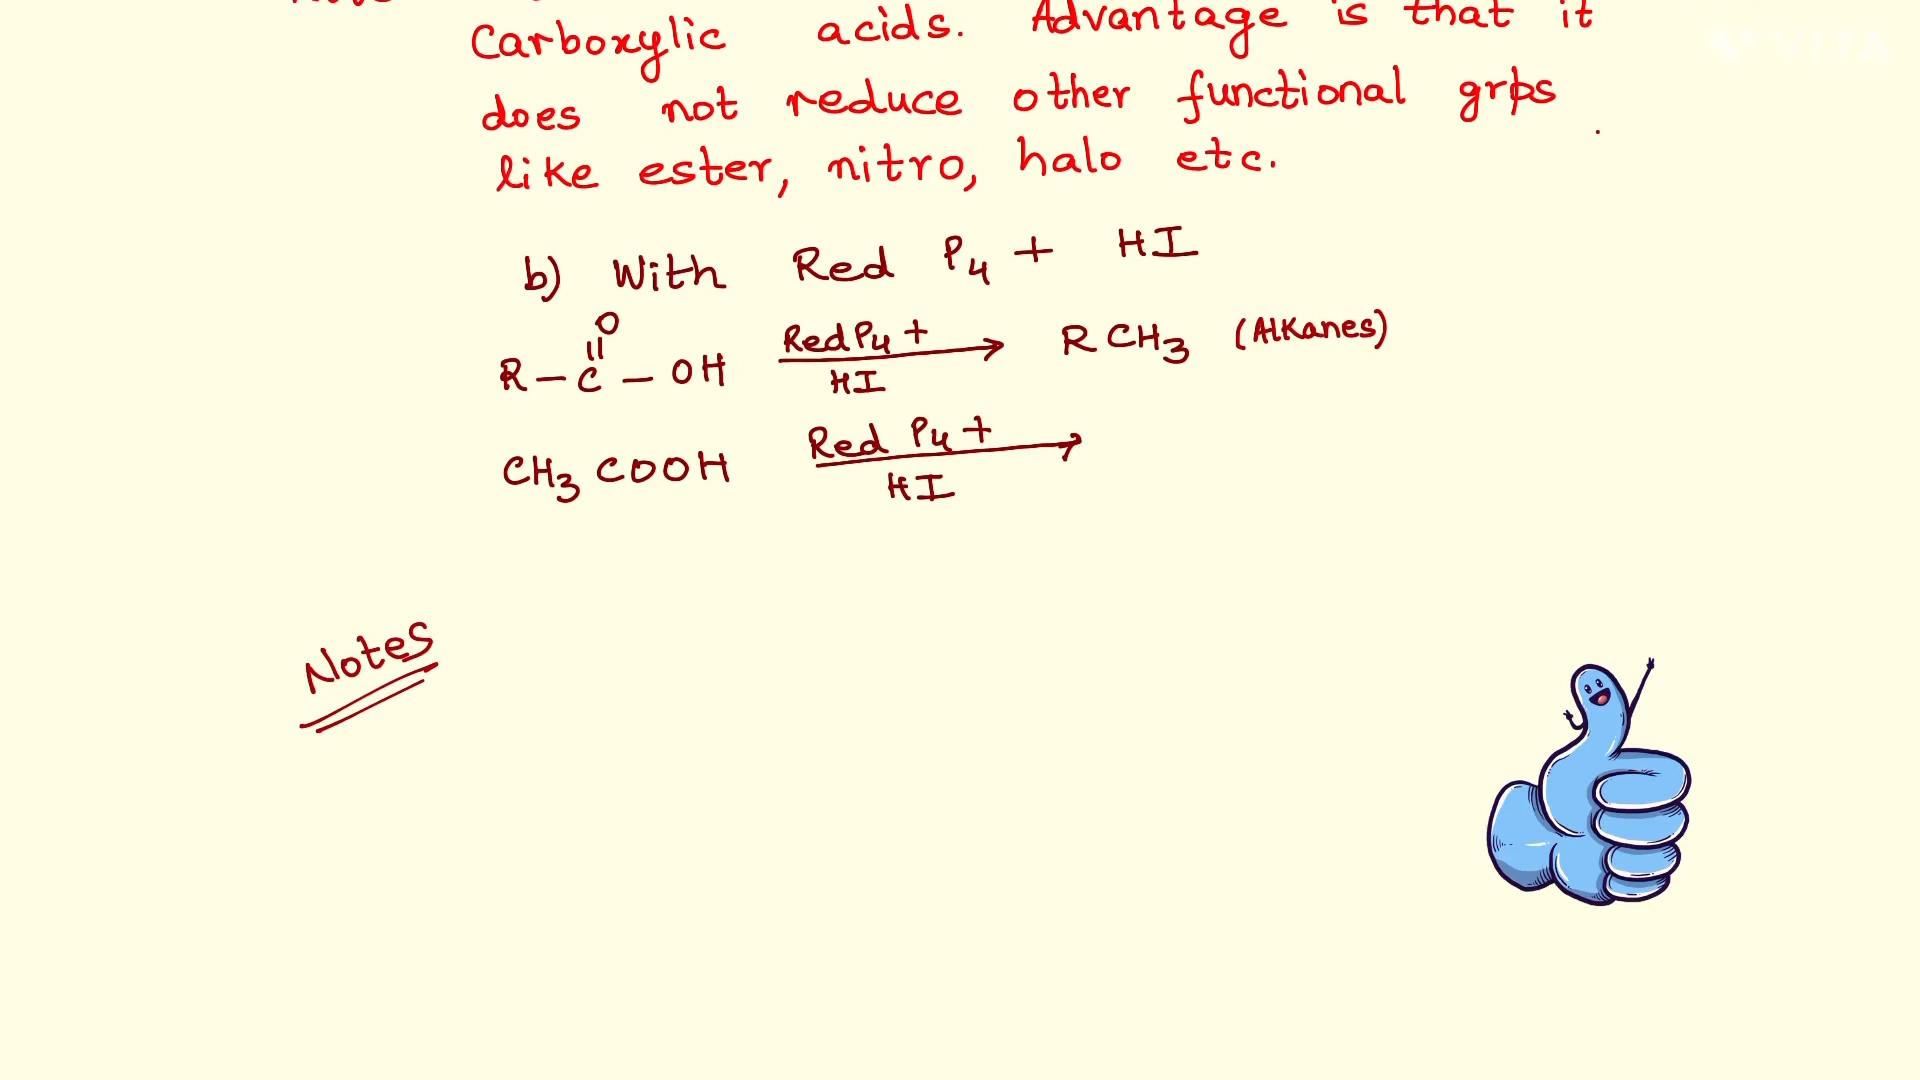 Carboxylic acids. Advantage is that it
does not reduce other functional grps
like ester, nitro, halo etc.
b) With Red P4 + HI
O
||
R - C - OH Red P4 + HI → RCH3 (Alkanes)
CH3COOH Red P4 + HI →
Notes
VITA